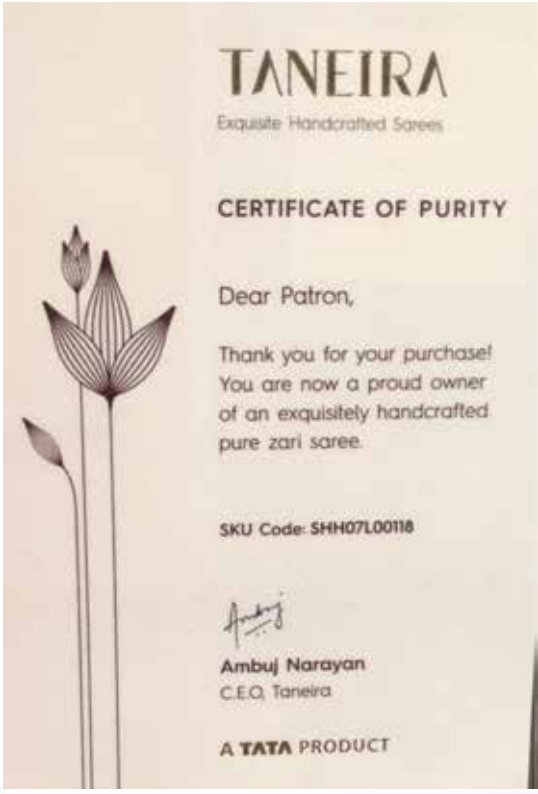 TANEIRA
Exquisite Handcrafted Sarees
CERTIFICATE OF PURITY
Dear Patron,
Thank you for your purchase!
You are now a proud owner
of an exquisitely handcrafted
pure zari saree.
SKU Code: SHH07L00118
Ambuj
Ambuj Narayan
C.E.O, Taneira
A TATA PRODUCT